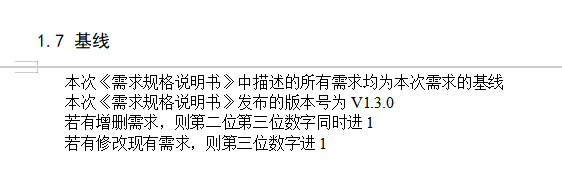 1.7 基线
本次《需求规格说明书》中描述的所有需求均为本次需求的基线
本次《需求规格说明书》发布的版本号为 V1.3.0
若有增删需求，则第二位第三位数字同时进 1
若有修改现有需求，则第三位数字进 1